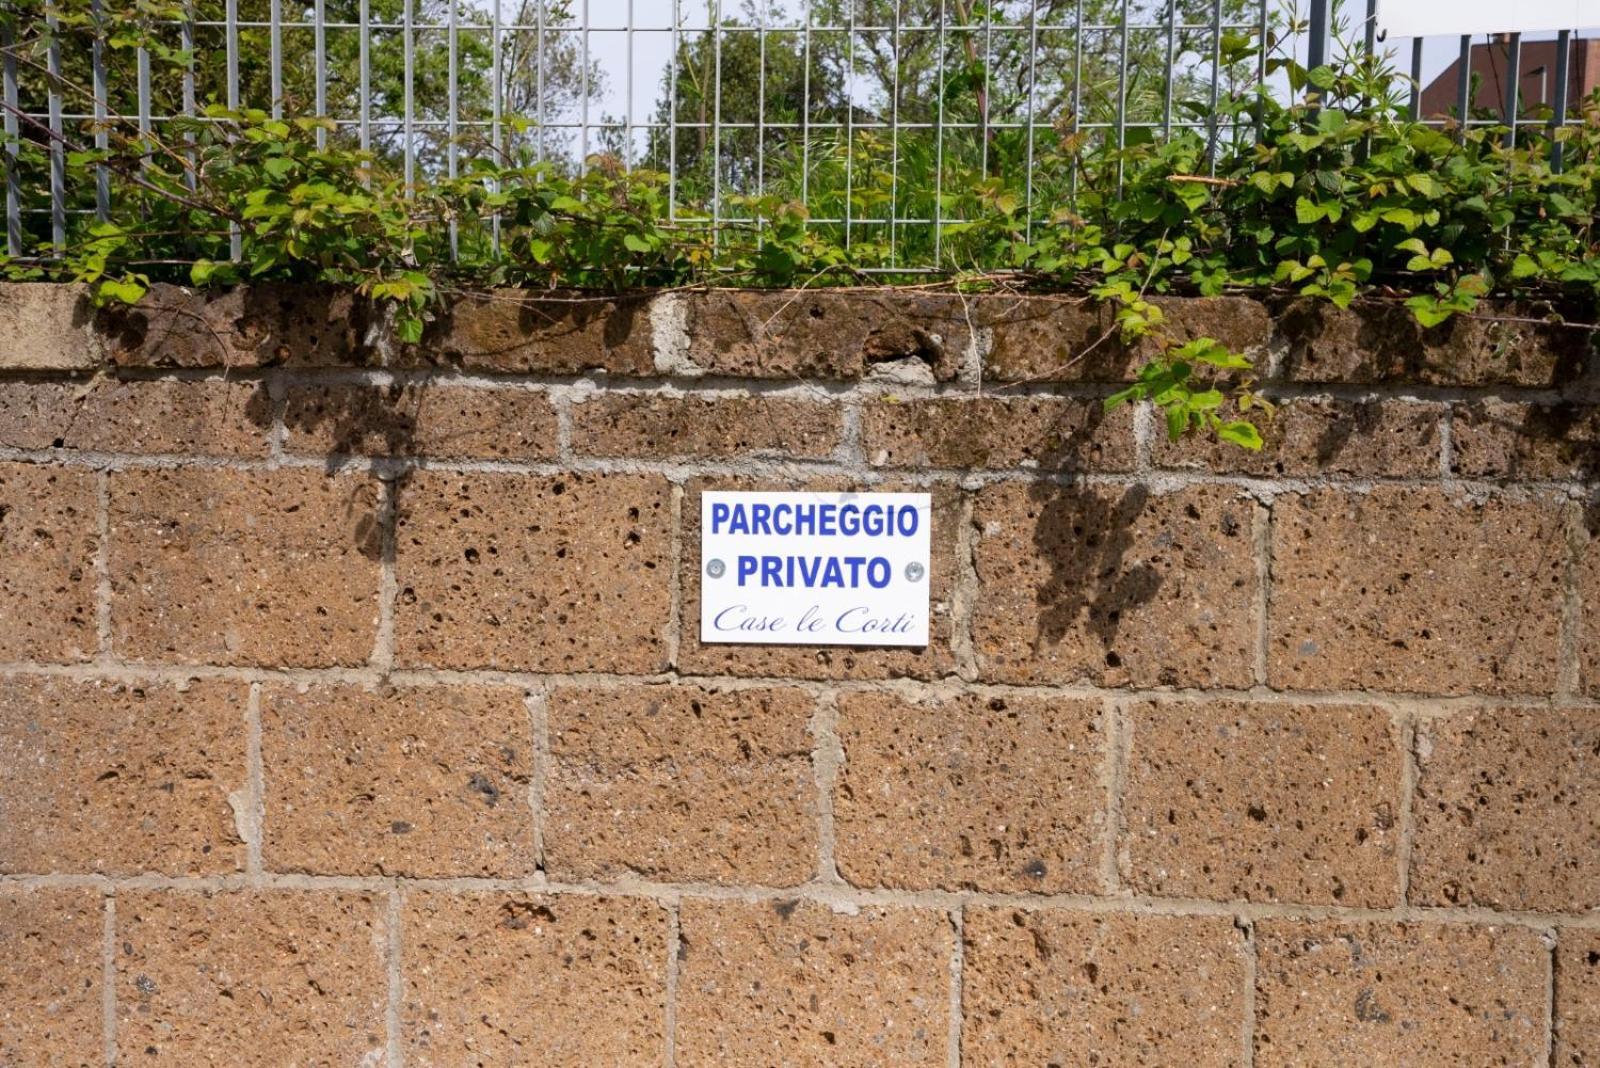 PARCHEGGIO
PRIVATO
Case le Corti